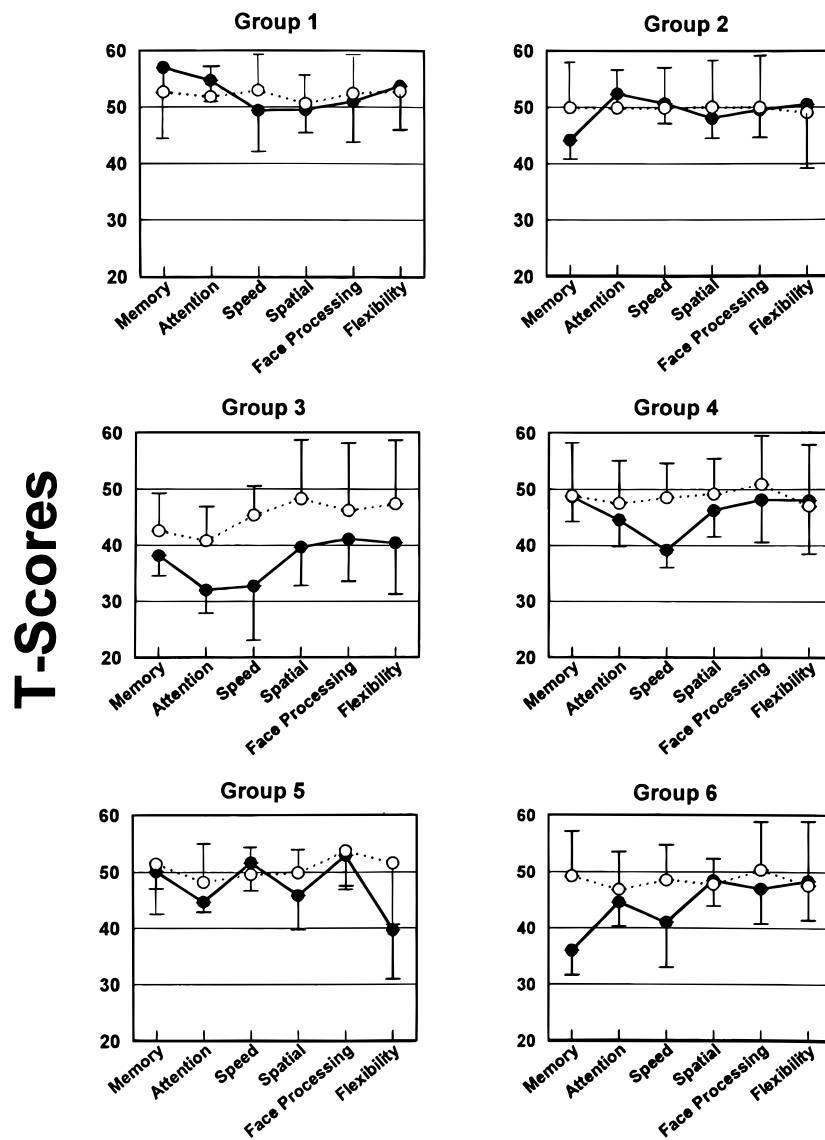 T-Scores
Group 1
60
50
40
30
20
Memory
Attention
Speed
Spatial
Face Processing
Flexibility
Group 2
60
50
40
30
20
Memory
Attention
Speed
Spatial
Face Processing
Flexibility
Group 3
60
50
40
30
20
Memory
Attention
Speed
Spatial
Face Processing
Flexibility
Group 4
60
50
40
30
20
Memory
Attention
Speed
Spatial
Face Processing
Flexibility
Group 5
60
50
40
30
20
Memory
Attention
Speed
Spatial
Face Processing
Flexibility
Group 6
60
50
40
30
20
Memory
Attention
Speed
Spatial
Face Processing
Flexibility